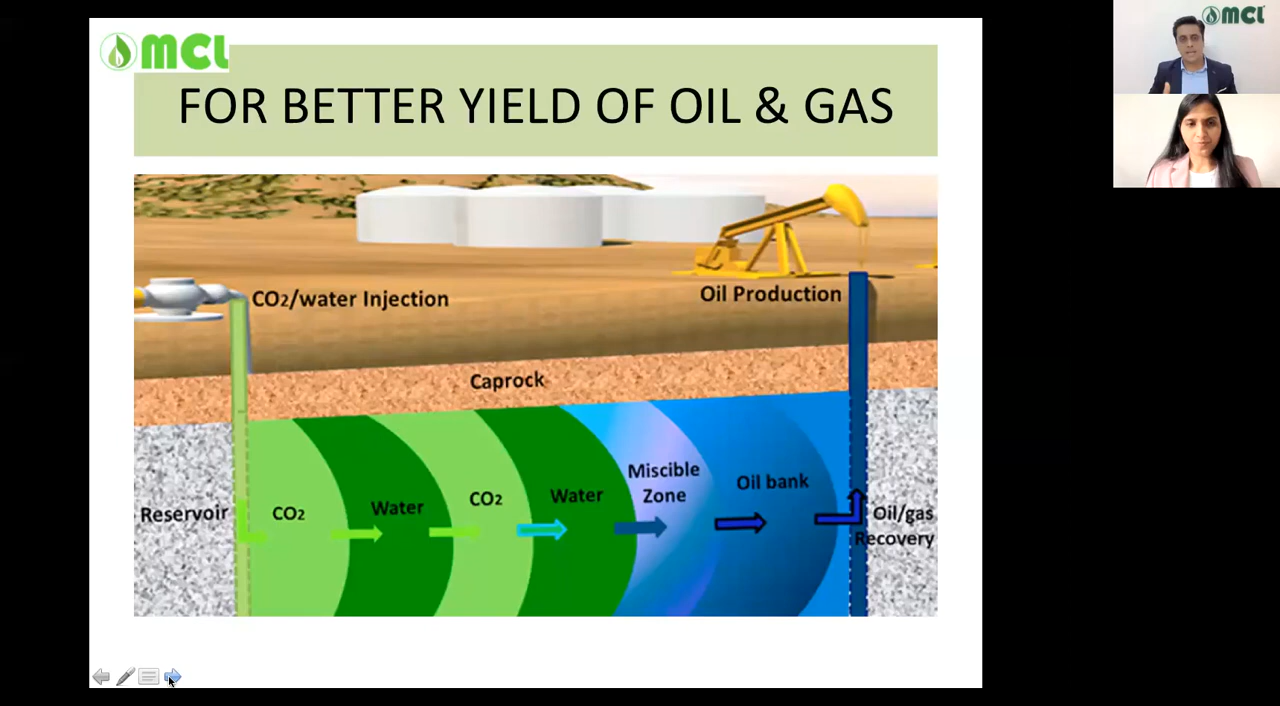 MCL
FOR BETTER YIELD OF OIL & GAS
MCL
CO2/water Injection
Oil Production
Caprock
Reservoir
CO2
Water
CO2
Water
Miscible
Zone
Oil bank
Oil/gas
Recovery